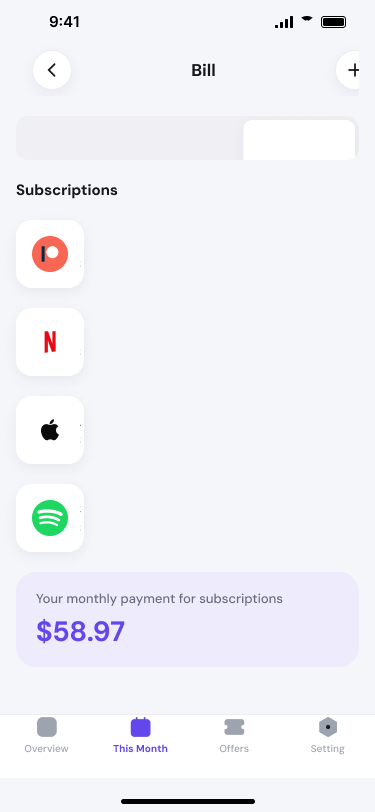 9:41
Bill
Subscriptions
Your monthly payment for subscriptions
$58.97
Overview
This Month
Offers
Setting